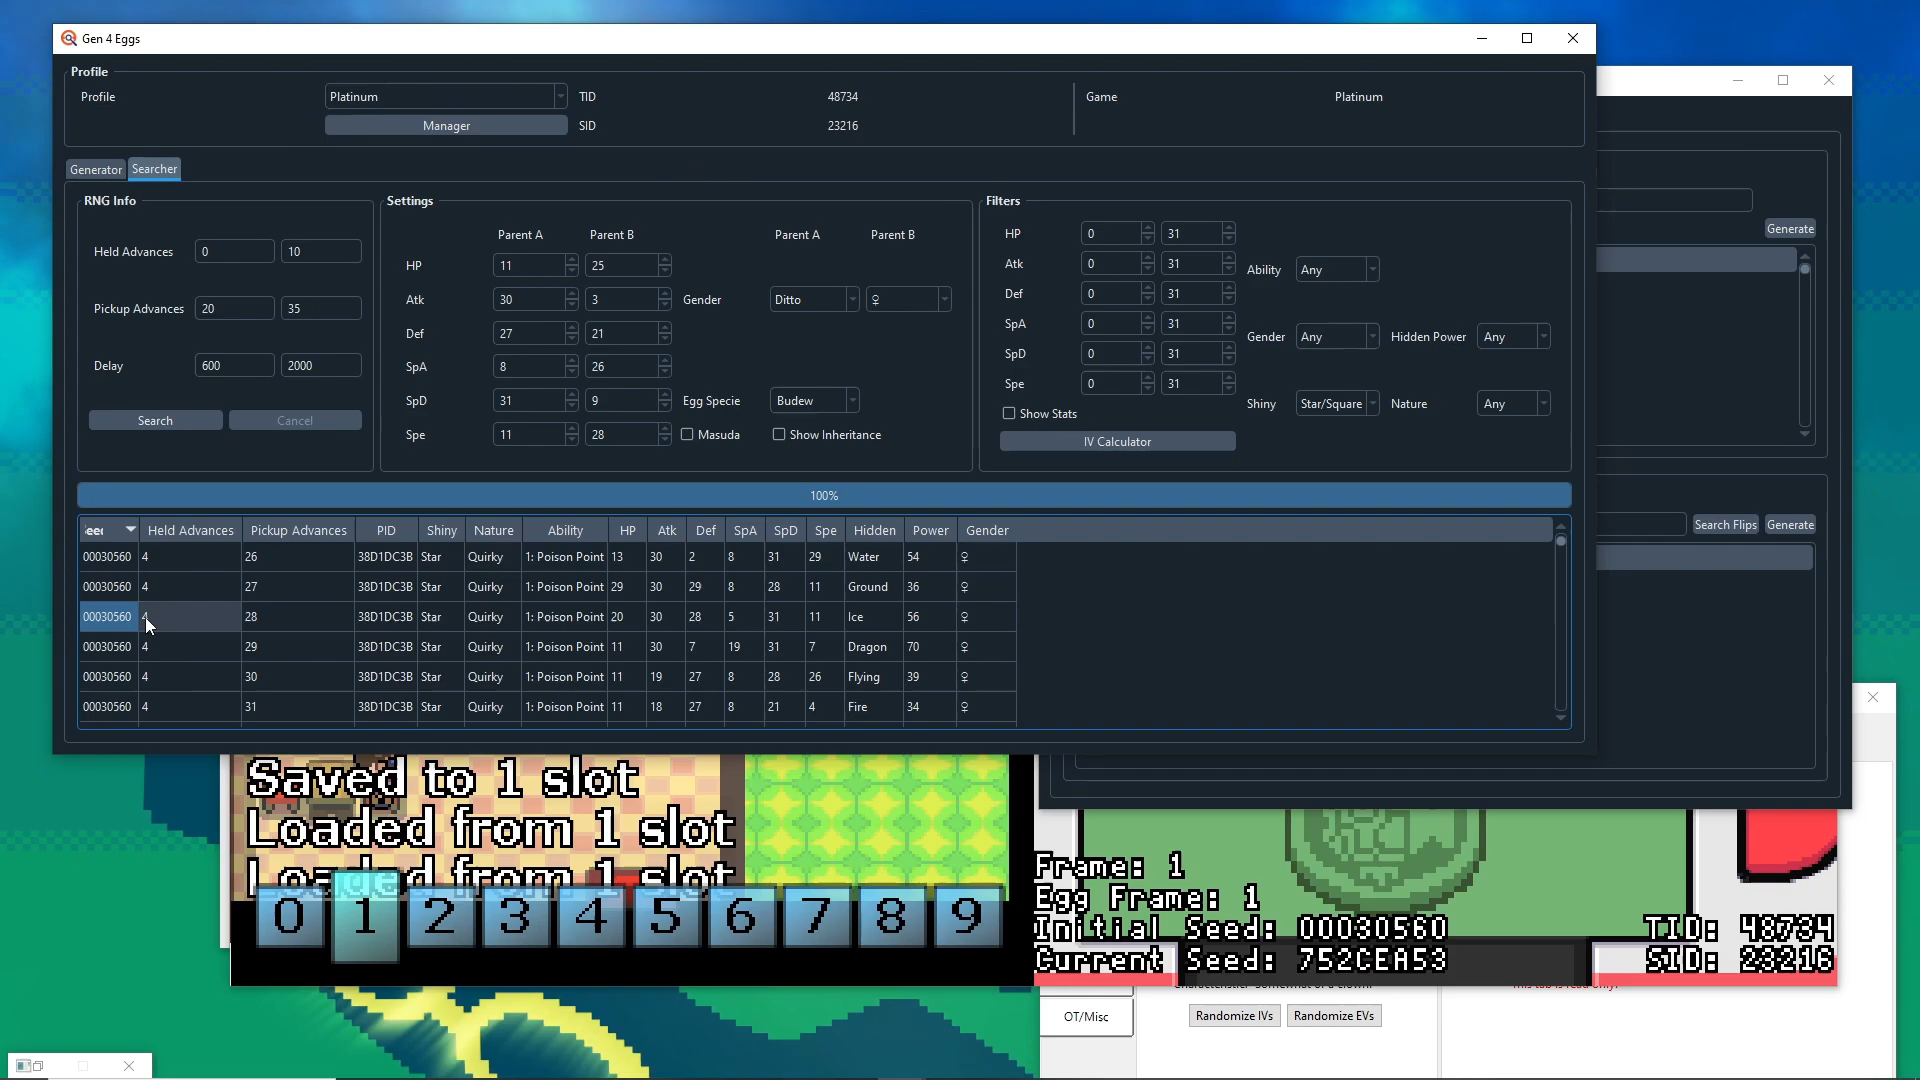 Gen 4 Eggs
Profile
Profile Platinum TID 48734 Game Platinum
Manager SID 23216
Generator Searcher
RNG Info Settings Filters
Held Advances 0 10
Pickup Advances 20 35
Delay 600 2000
Search Cancel
Parent A Parent B Parent A Parent B
HP 11 25
Atk 30 3 Gender Ditto ♀
Def 27 21
SpA 8 26
SpD 31 9 Egg Specie Budew
Spe 11 28 Masuda Show Inheritance
HP 0 31
Atk 0 31 Ability Any
Def 0 31
SpA 0 31 Gender Any Hidden Power Any
SpD 0 31
Spe 0 31 Shiny Star/Square Nature Any
Show Stats
IV Calculator
Generate
Search Flips Generate
100%
Held Advances Pickup Advances PID Shiny Nature Ability HP Atk Def SpA SpD Spe Hidden Power Gender
00030560 4 26 38D1DC3B Star Quirky 1: Poison Point 13 30 2 8 31 29 Water 54 ♀
00030560 4 27 38D1DC3B Star Quirky 1: Poison Point 29 30 29 8 28 11 Ground 36 ♀
00030560 4 28 38D1DC3B Star Quirky 1: Poison Point 20 30 28 5 31 11 Ice 56 ♀
00030560 4 29 38D1DC3B Star Quirky 1: Poison Point 11 30 7 19 31 7 Dragon 70 ♀
00030560 4 30 38D1DC3B Star Quirky 1: Poison Point 11 19 27 8 28 26 Flying 39 ♀
00030560 4 31 38D1DC3B Star Quirky 1: Poison Point 11 18 27 8 21 4 Fire 34 ♀
Saved to 1 slot
Loaded from 1 slot
Loaded from 1 slot
0 1 2 3 4 5 6 7 8 9
Frame: 1
Egg Frame: 1
Initial Seed: 00030560 TID: 48734
Current Seed: 752CEA53 SID: 23216
OT/Misc Randomize IVs Randomize EVs